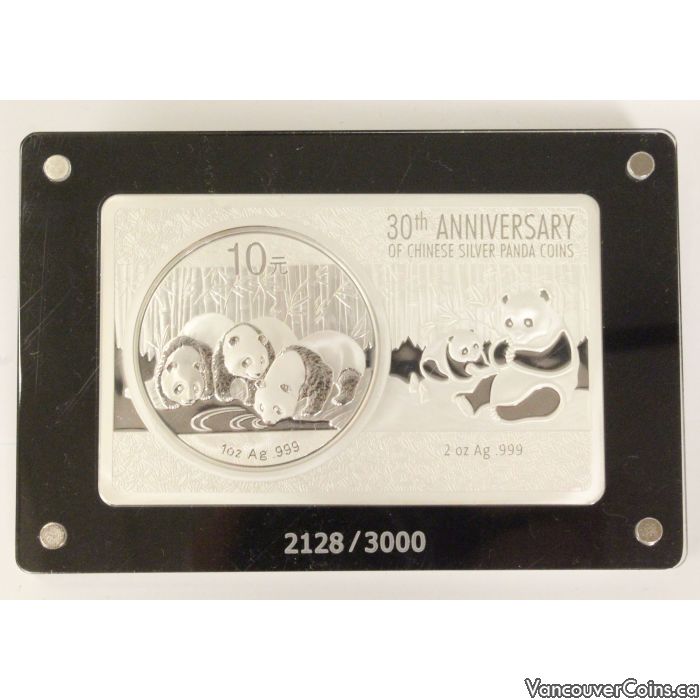 30th ANNIVERSARY
OF CHINESE SILVER PANDA COINS
10元
1oz Ag .999
2 oz Ag .999
2128/3000
VancouverCoins.ca